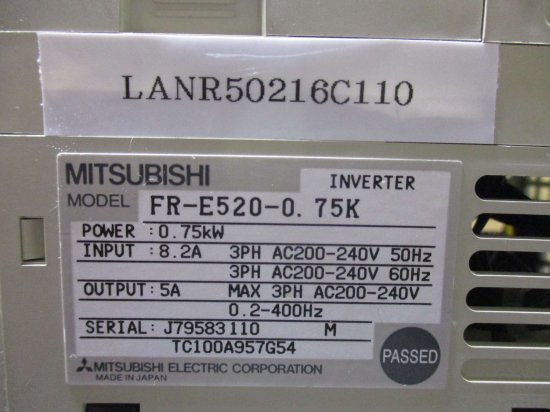 LANR50216C110
MITSUBISHI INVERTER
MODEL FR-E520-0.75K
POWER : 0.75kW
INPUT : 8.2A 3PH AC200-240V 50Hz
3PH AC200-240V 60Hz
OUTPUT: 5A MAX 3PH AC200-240V
0.2-400Hz
SERIAL: J79583110 M
TC100A957G54
PASSED
MITSUBISHI ELECTRIC CORPORATION
MADE IN JAPAN